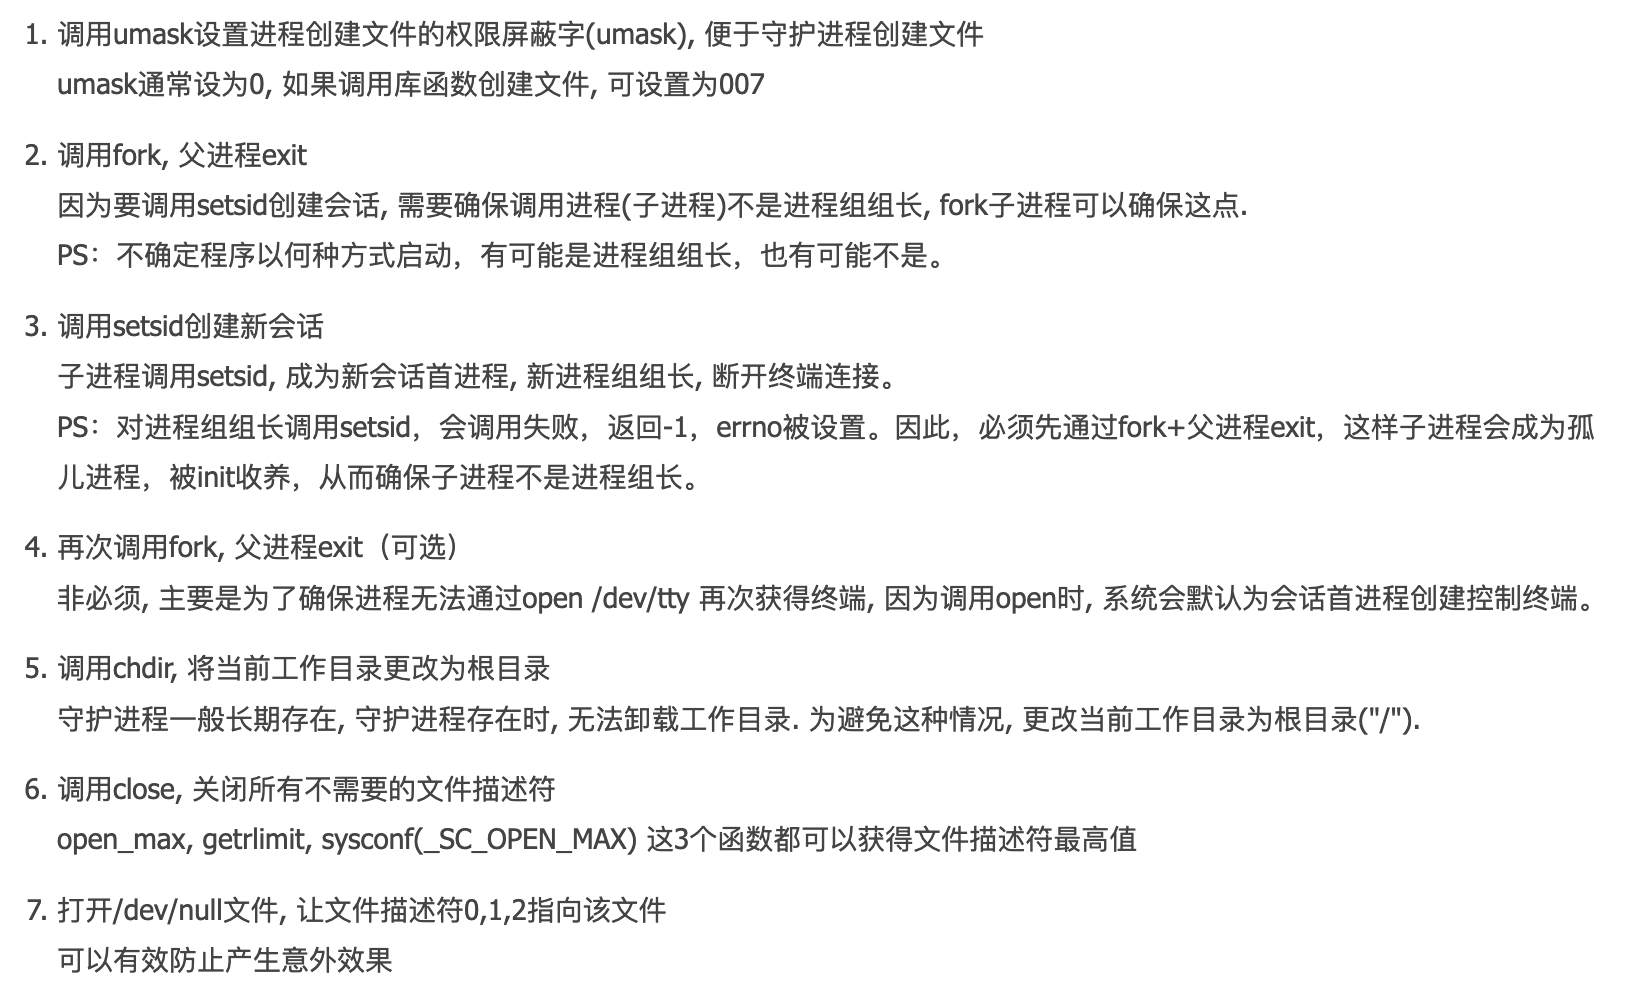 1. 调用umask设置进程创建文件的权限屏蔽字(umask), 便于守护进程创建文件
umask通常设为0, 如果调用库函数创建文件, 可设置为007
2. 调用fork, 父进程exit
因为要调用setsid创建会话, 需要确保调用进程(子进程)不是进程组组长, fork子进程可以确保这点.
PS：不确定程序以何种方式启动，有可能是进程组组长，也有可能不是。
3. 调用setsid创建新会话
子进程调用setsid, 成为新会话首进程, 新进程组组长, 断开终端连接。
PS：对进程组组长调用setsid，会调用失败，返回-1，errno被设置。因此，必须先通过fork+父进程exit，这样子进程会成为孤
儿进程，被init收养，从而确保子进程不是进程组长。
4. 再次调用fork, 父进程exit（可选）
非必须, 主要是为了确保进程无法通过open /dev/tty 再次获得终端, 因为调用open时, 系统会默认为会话首进程创建控制终端。
5. 调用chdir, 将当前工作目录更改为根目录
守护进程一般长期存在, 守护进程存在时, 无法卸载工作目录. 为避免这种情况, 更改当前工作目录为根目录("/").
6. 调用close, 关闭所有不需要的文件描述符
open_max, getrlimit, sysconf(_SC_OPEN_MAX) 这3个函数都可以获得文件描述符最高值
7. 打开/dev/null文件, 让文件描述符0,1,2指向该文件
可以有效防止产生意外效果